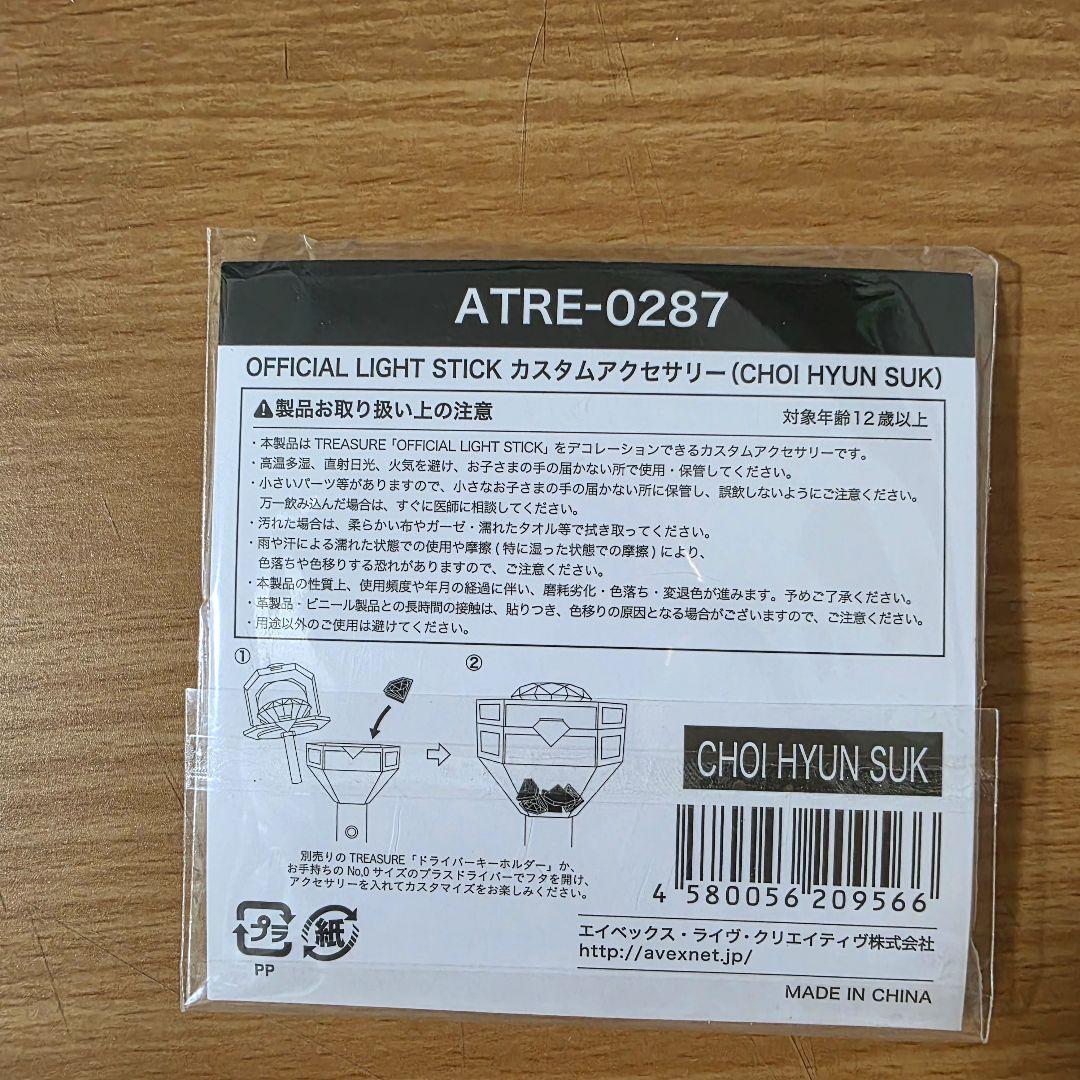 ATRE-0287
OFFICIAL LIGHT STICK カスタムアクセサリー(CHOI HYUN SUK)
⚠製品お取り扱い上の注意 対象年齢12歳以上
・本製品は TREASURE「OFFICIAL LIGHT STICK」をデコレーションできるカスタムアクセサリーです。
・高温多湿、直射日光、火気を避け、お子さまの手の届かない所で使用・保管してください。
・小さいパーツ等がありますので、小さなお子さまの手の届かない所に保管し、誤飲しないようにご注意ください。
万一飲み込んだ場合は、すぐに医師に相談してください。
・汚れた場合は、柔らかい布やガーゼ・濡れたタオル等で拭き取ってください。
・雨や汗による濡れた状態での使用や摩擦(特に湿った状態での摩擦)により、
色落ちや色移りする恐れがありますので、ご注意ください。
・本製品の性質上、使用頻度や年月の経過に伴い、磨耗劣化・色落ち・変退色が進みます。予めご了承ください。
・革製品・ビニール製品との長時間の接触は、貼りつき、色移りの原因となる場合がございますので、ご注意ください。
・用途以外のご使用は避けてください。
① ②
別売りの TREASURE「ドライバーキーホルダー」か、
お手持ちの No,0 サイズのプラスドライバーでフタを開け、
アクセサリーを入れてカスタマイズをお楽しみください。
CHOI HYUN SUK
4 580056 209566
プラ 紙
PP
エイベックス・ライヴ・クリエイティヴ株式会社
http://avexnet.jp/
MADE IN CHINA